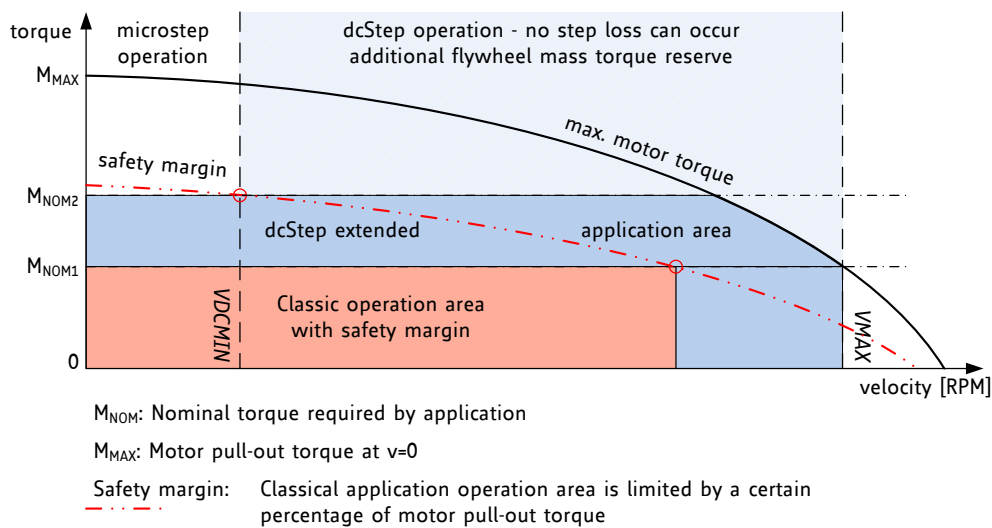 torque
microstep
operation
dcStep operation - no step loss can occur
additional flywheel mass torque reserve
MMAX
max. motor torque
safety margin
MNOM2
dcStep extended
application area
MNOM1
Classic operation area
with safety margin
VDCMIN
VMAX
0
velocity [RPM]
MNOM: Nominal torque required by application
MMAX: Motor pull-out torque at v=0
Safety margin: Classical application operation area is limited by a certain
percentage of motor pull-out torque